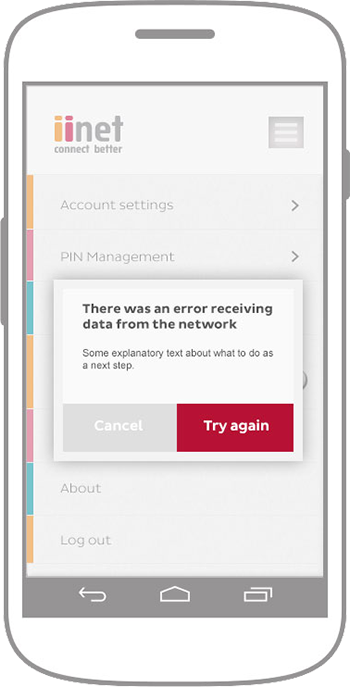 iinet
connect better
Account settings
PIN Management
There was an error receiving
data from the network
Some explanatory text about what to do as
a next step.
Cancel
Try again
About
Log out